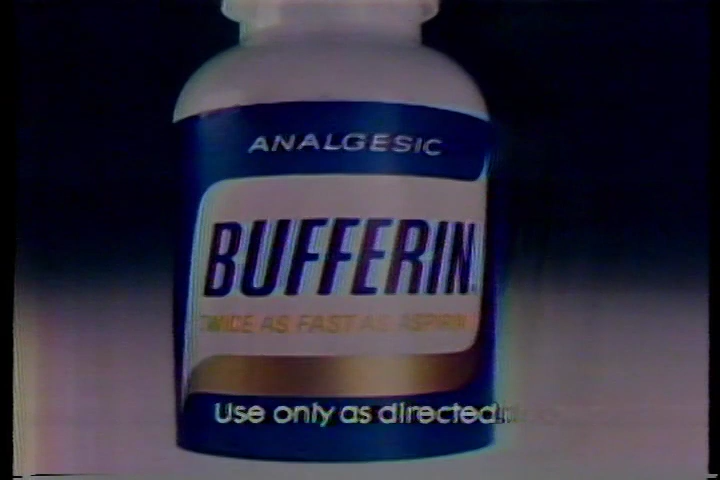 ANALGESIC
BUFFERIN.
TWICE AS FAST AS ASPIRIN
Use only as directed.